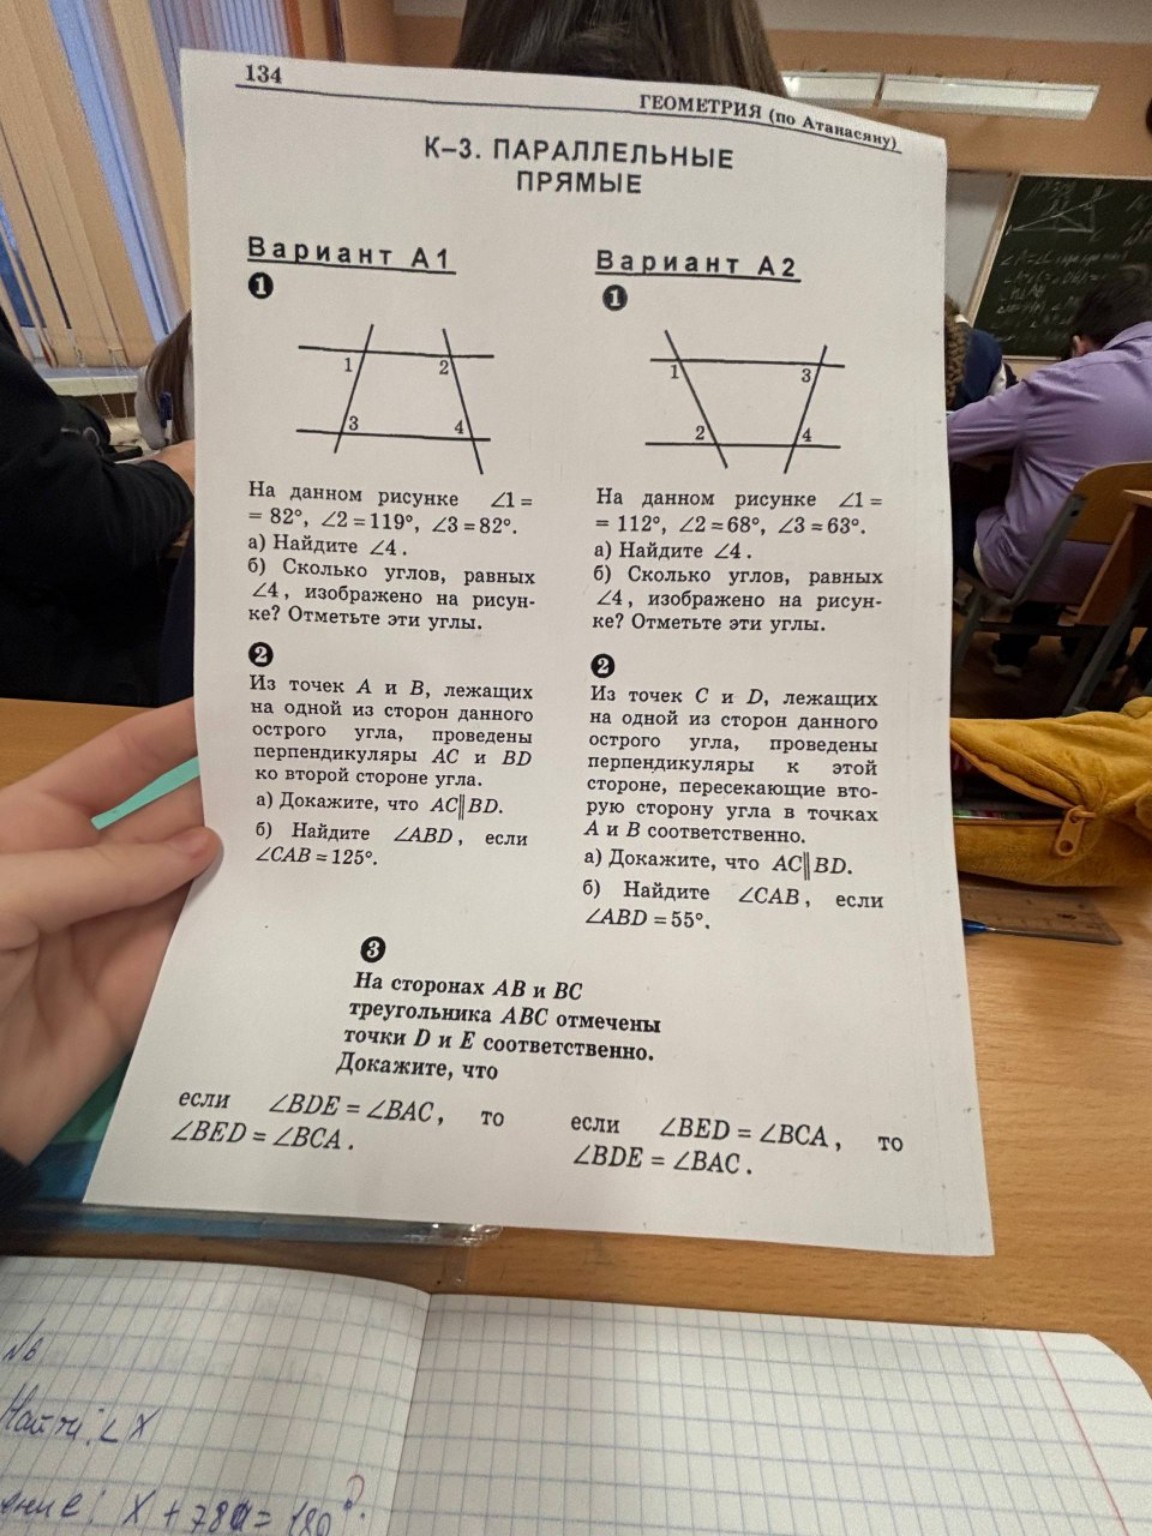 134
ГЕОМЕТРИЯ (по Атанасяну)
К–3. ПАРАЛЛЕЛЬНЫЕ
ПРЯМЫЕ
Вариант А1
1
1
2
3
4
На данном рисунке ∠1 =
= 82°, ∠2 = 119°, ∠3 = 82°.
а) Найдите ∠4.
б) Сколько углов, равных
∠4, изображено на рисун-
ке? Отметьте эти углы.
2
Из точек A и B, лежащих
на одной из сторон данного
острого угла, проведены
перпендикуляры AC и BD
ко второй стороне угла.
а) Докажите, что AC∥BD.
б) Найдите ∠ABD, если
∠CAB = 125°.
Вариант А2
1
1
3
2
4
На данном рисунке ∠1 =
= 112°, ∠2 = 68°, ∠3 = 63°.
а) Найдите ∠4.
б) Сколько углов, равных
∠4, изображено на рисун-
ке? Отметьте эти углы.
2
Из точек C и D, лежащих
на одной из сторон данного
острого угла, проведены
перпендикуляры к этой
стороне, пересекающие вто-
рую сторону угла в точках
A и B соответственно.
а) Докажите, что AC∥BD.
б) Найдите ∠CAB, если
∠ABD = 55°.
3
На сторонах AB и BC
треугольника ABC отмечены
точки D и E соответственно.
Докажите, что
если ∠BDE = ∠BAC, то
∠BED = ∠BCA.
если ∠BED = ∠BCA, то
∠BDE = ∠BAC.
Найти: ∠X